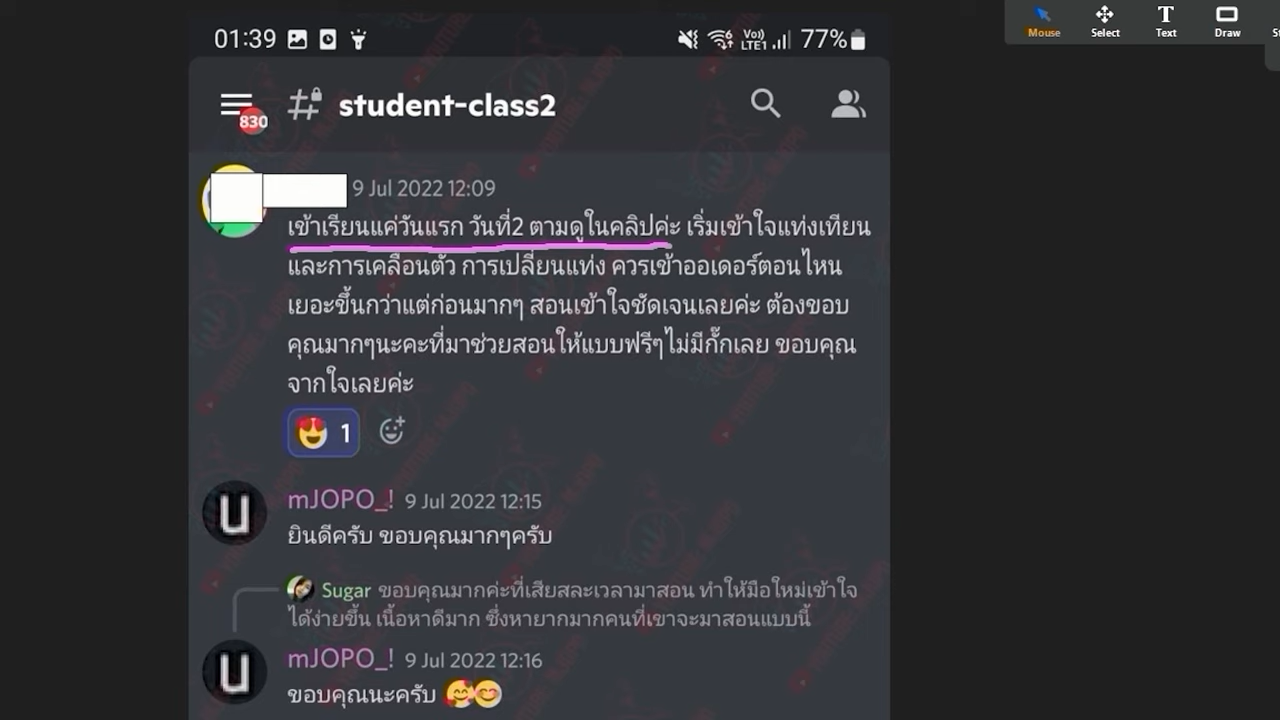 01:39
Vo)) LTE1 77%
Mouse Select Text Draw
830 # student-class2
9 Jul 2022 12:09
เข้าเรียนแค่วันแรก วันที่2 ตามดูในคลิปค่ะ เริ่มเข้าใจแท่งเทียน
และการเคลื่อนตัว การเปลี่ยนแท่ง ควรเข้าออเดอร์ตอนไหน
เยอะขึ้นกว่าแต่ก่อนมากๆ สอนเข้าใจชัดเจนเลยค่ะ ต้องขอบ
คุณมากๆนะคะที่มาช่วยสอนให้แบบฟรีๆไม่มีกั๊กเลย ขอบคุณ
จากใจเลยค่ะ
1
mJOPO_! 9 Jul 2022 12:15
ยินดีครับ ขอบคุณมากๆครับ
Sugar ขอบคุณมากค่ะที่เสียสละเวลามาสอน ทำให้มือใหม่เข้าใจ
ได้ง่ายขึ้น เนื้อหาดีมาก ซึ่งหายากมากคนที่เขาจะมาสอนแบบนี้
mJOPO_! 9 Jul 2022 12:16
ขอบคุณนะครับ